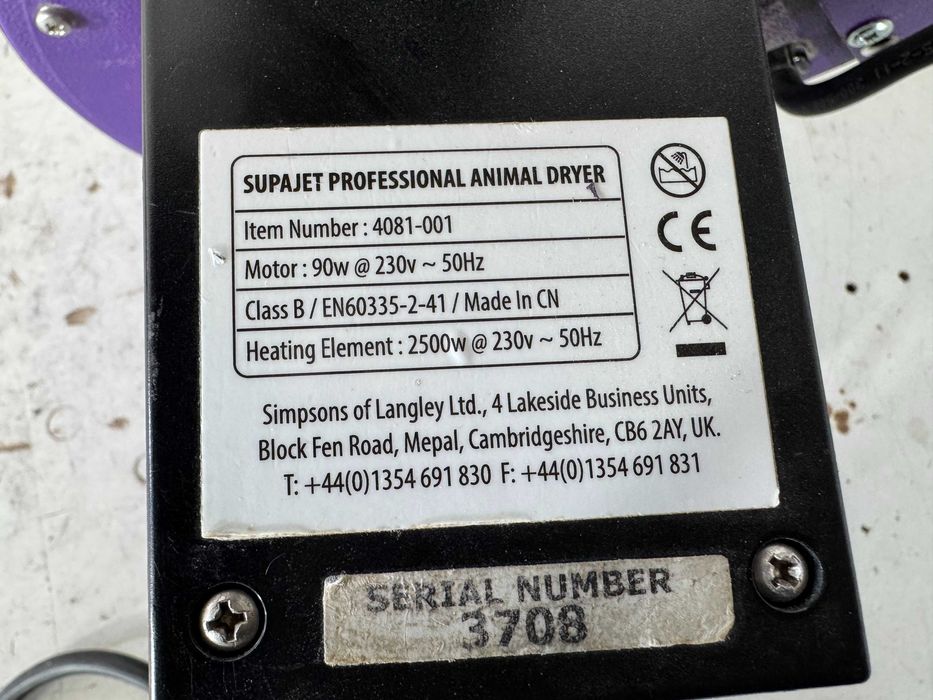 SUPAJET PROFESSIONAL ANIMAL DRYER
Item Number : 4081-001
Motor : 90w @ 230v ~ 50Hz
Class B / EN60335-2-41 / Made In CN
Heating Element : 2500w @ 230v ~ 50Hz
CE
Simpsons of Langley Ltd., 4 Lakeside Business Units,
Block Fen Road, Mepal, Cambridgeshire, CB6 2AY, UK.
T: +44(0)1354 691 830 F: +44(0)1354 691 831
SERIAL NUMBER
3708